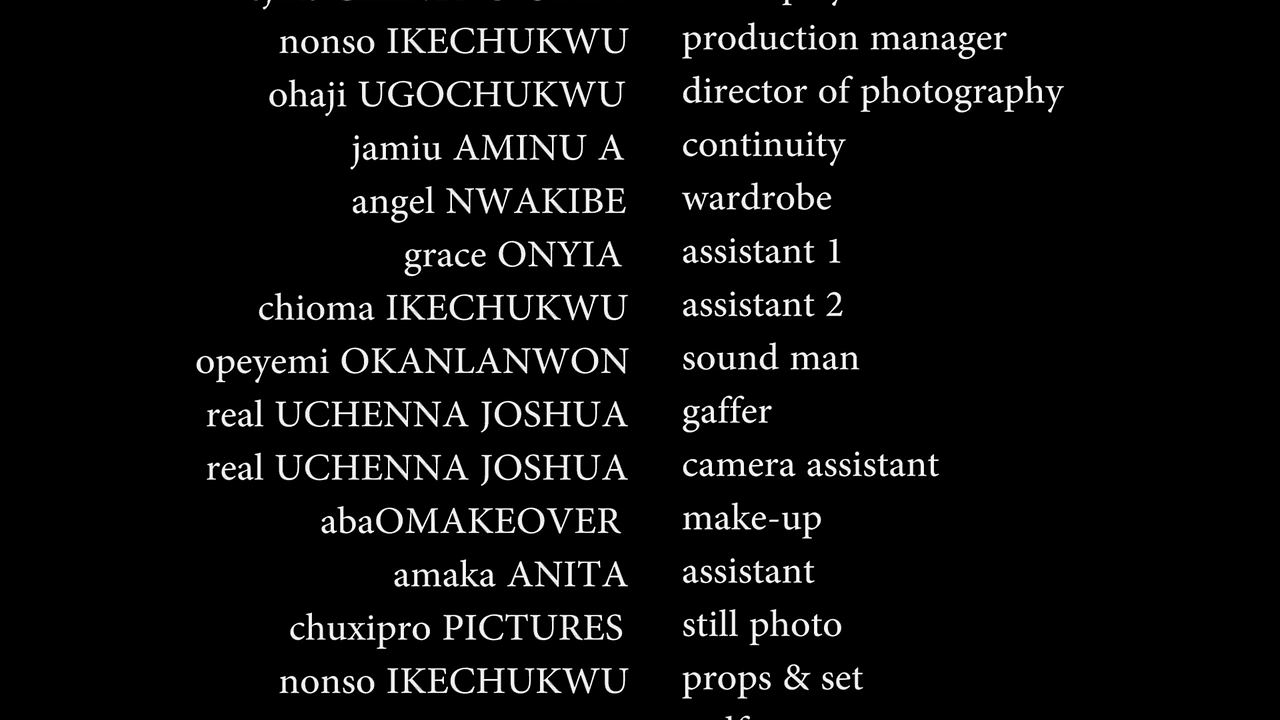 nonso IKECHUKWU production manager
ohaji UGOCHUKWU director of photography
jamiu AMINU A continuity
angel NWAKIBE wardrobe
grace ONYIA assistant 1
chioma IKECHUKWU assistant 2
opeyemi OKANLANWON sound man
real UCHENNA JOSHUA gaffer
real UCHENNA JOSHUA camera assistant
abaOMAKEOVER make-up
amaka ANITA assistant
chuxipro PICTURES still photo
nonso IKECHUKWU props & set